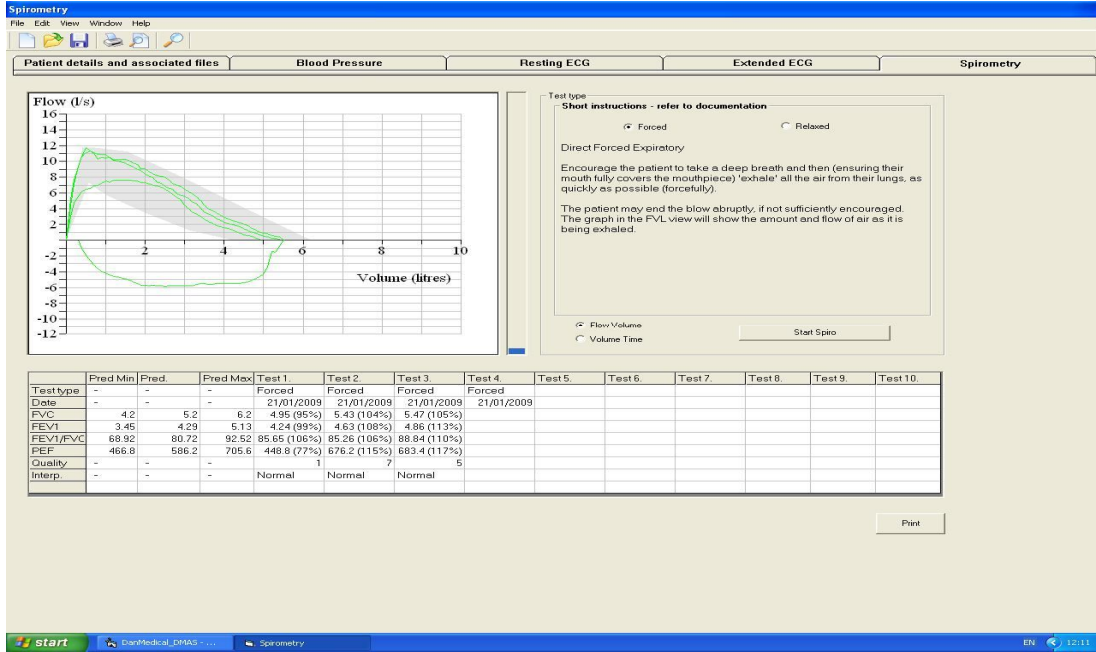 Spirometry
File Edit View Window Help
Patient details and associated files Blood Pressure Resting ECG Extended ECG Spirometry
Flow (l/s)
16
14
12
10
8
6
4
2
2 4 6 8 10
-2
-4
Volume (litres)
-6
-8
-10
-12
Test type
Short instructions - refer to documentation
Forced Relaxed
Direct Forced Expiratory
Encourage the patient to take a deep breath and then (ensuring their
mouth fully covers the mouthpiece) 'exhale' all the air from their lungs, as
quickly as possible (forcefully).
The patient may end the blow abruptly, if not sufficiently encouraged.
The graph in the FVL view will show the amount and flow of air as it is
being exhaled.
Flow Volume
Volume Time
Start Spiro
Pred Min Pred. Pred Max Test 1. Test 2. Test 3. Test 4. Test 5. Test 6. Test 7. Test 8. Test 9. Test 10.
Test type - - - Forced Forced Forced Forced
Date - - - 21/01/2009 21/01/2009 21/01/2009 21/01/2009
FVC 4.2 5.2 6.2 4.95 (95%) 5.43 (104%) 5.47 (105%)
FEV1 3.45 4.29 5.13 4.24 (99%) 4.63 (108%) 4.86 (113%)
FEV1/FVC 68.92 80.72 92.52 85.65 (106%) 85.26 (106%) 88.84 (110%)
PEF 466.8 586.2 705.6 448.8 (77%) 676.2 (115%) 683.4 (117%)
Quality - - - 1 7 5
Interp. - - - Normal Normal Normal
Print
start DanMedical_DMAS - ... Spirometry EN 12:11